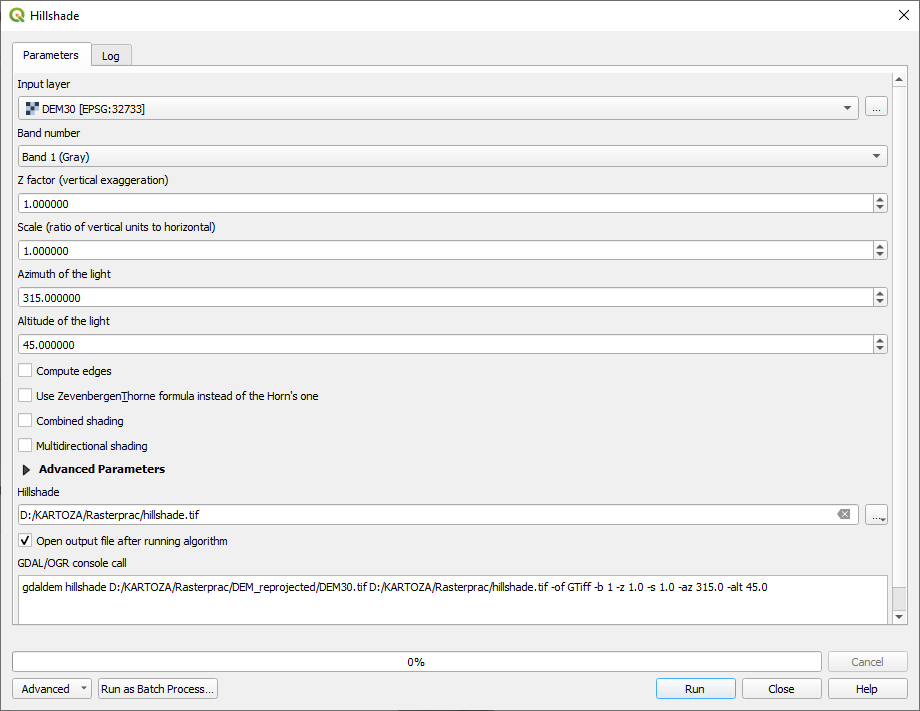 Hillshade
Parameters
Log
Input layer
DEM30 [EPSG:32733]
...
Band number
Band 1 (Gray)
Z factor (vertical exaggeration)
1.000000
Scale (ratio of vertical units to horizontal)
1.000000
Azimuth of the light
315.000000
Altitude of the light
45.000000
Compute edges
Use ZevenbergenThorne formula instead of the Horn's one
Combined shading
Multidirectional shading
Advanced Parameters
Hillshade
D:/KARTOZA/Rasterprac/hillshade.tif
...
Open output file after running algorithm
GDAL/OGR console call
gdaldem hillshade D:/KARTOZA/Rasterprac/DEM_reprojected/DEM30.tif D:/KARTOZA/Rasterprac/hillshade.tif -of GTiff -b 1 -z 1.0 -s 1.0 -az 315.0 -alt 45.0
0%
Cancel
Advanced
Run as Batch Process...
Run
Close
Help